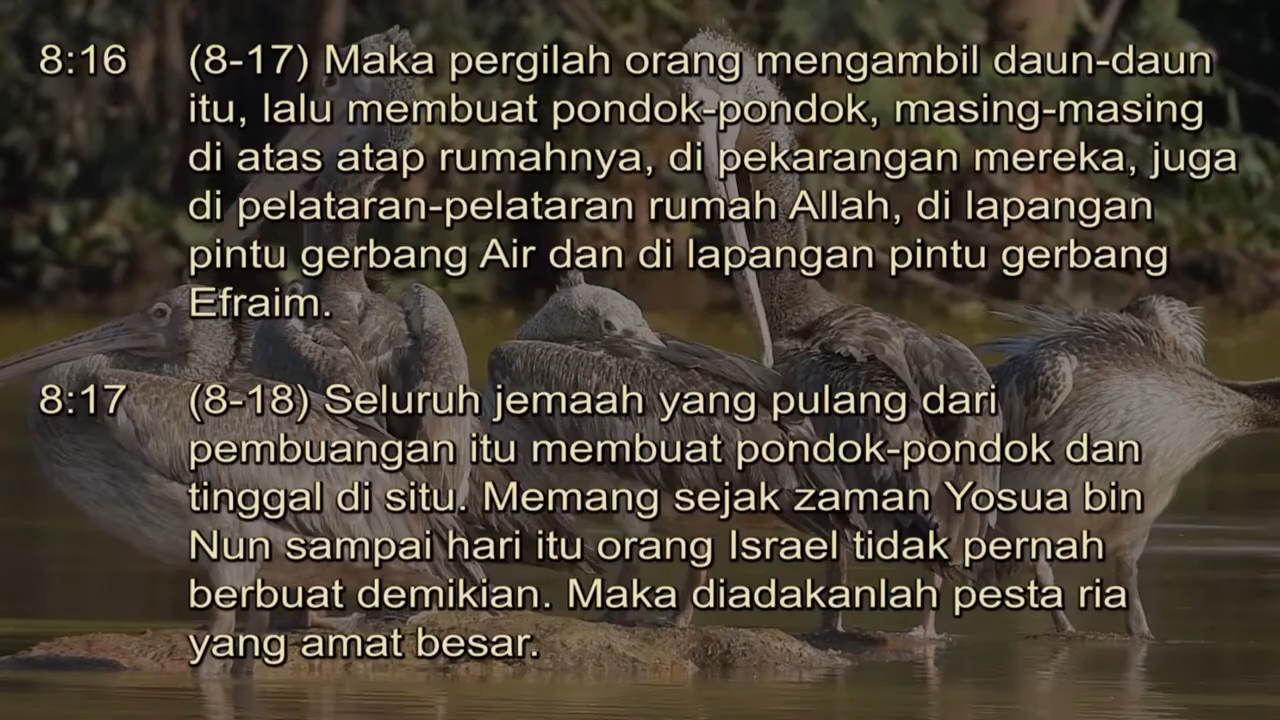 8:16 (8-17) Maka pergilah orang mengambil daun-daun
itu, lalu membuat pondok-pondok, masing-masing
di atas atap rumahnya, di pekarangan mereka, juga
di pelataran-pelataran rumah Allah, di lapangan
pintu gerbang Air dan di lapangan pintu gerbang
Efraim.
8:17 (8-18) Seluruh jemaah yang pulang dari
pembuangan itu membuat pondok-pondok dan
tinggal di situ. Memang sejak zaman Yosua bin
Nun sampai hari itu orang Israel tidak pernah
berbuat demikian. Maka diadakanlah pesta ria
yang amat besar.